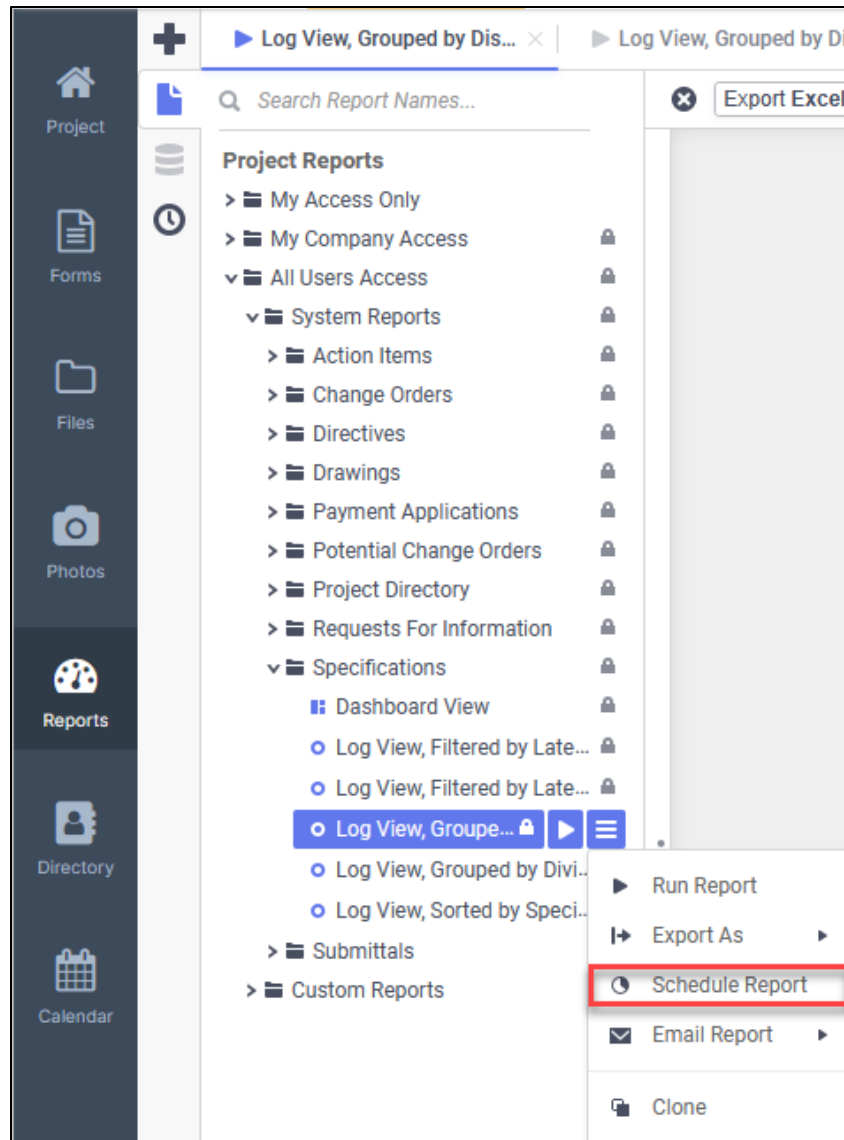 Log View, Grouped by Dis...
Log View, Grouped by Di
Project
Forms
Files
Photos
Reports
Directory
Calendar
Search Report Names...
Export Excel
Project Reports
My Access Only
My Company Access
All Users Access
System Reports
Action Items
Change Orders
Directives
Drawings
Payment Applications
Potential Change Orders
Project Directory
Requests For Information
Specifications
Dashboard View
Log View, Filtered by Late...
Log View, Filtered by Late...
Log View, Groupe...
Log View, Grouped by Divi..
Log View, Sorted by Speci..
Submittals
Custom Reports
Run Report
Export As
Schedule Report
Email Report
Clone